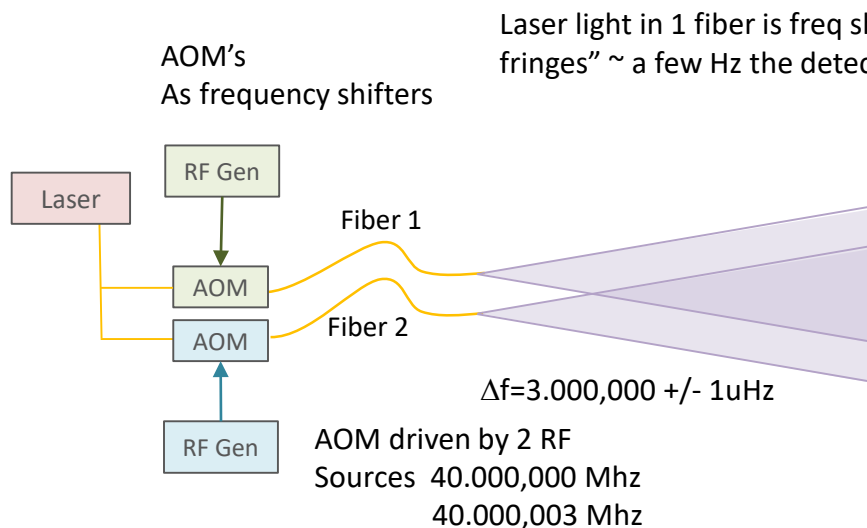 Laser light in 1 fiber is freq
fringes” ~ a few Hz the
AOM’s
As frequency shifters
RF Gen
Laser
Fiber 1
AOM
AOM
Fiber 2
Δf=3.000,000 +/- 1uHz
RF Gen
AOM driven by 2 RF
Sources 40.000,000 Mhz
40.000,003 Mhz